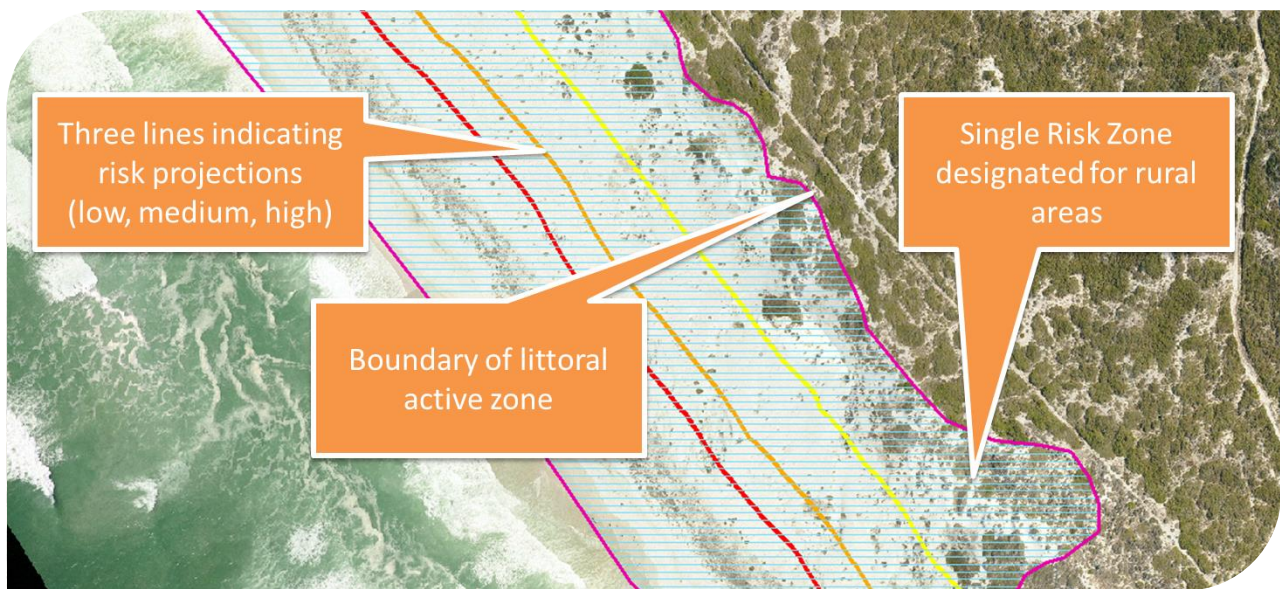 Three lines indicating
risk projections
(low, medium, high)
Boundary of littoral
active zone
Single Risk Zone
designated for rural
areas